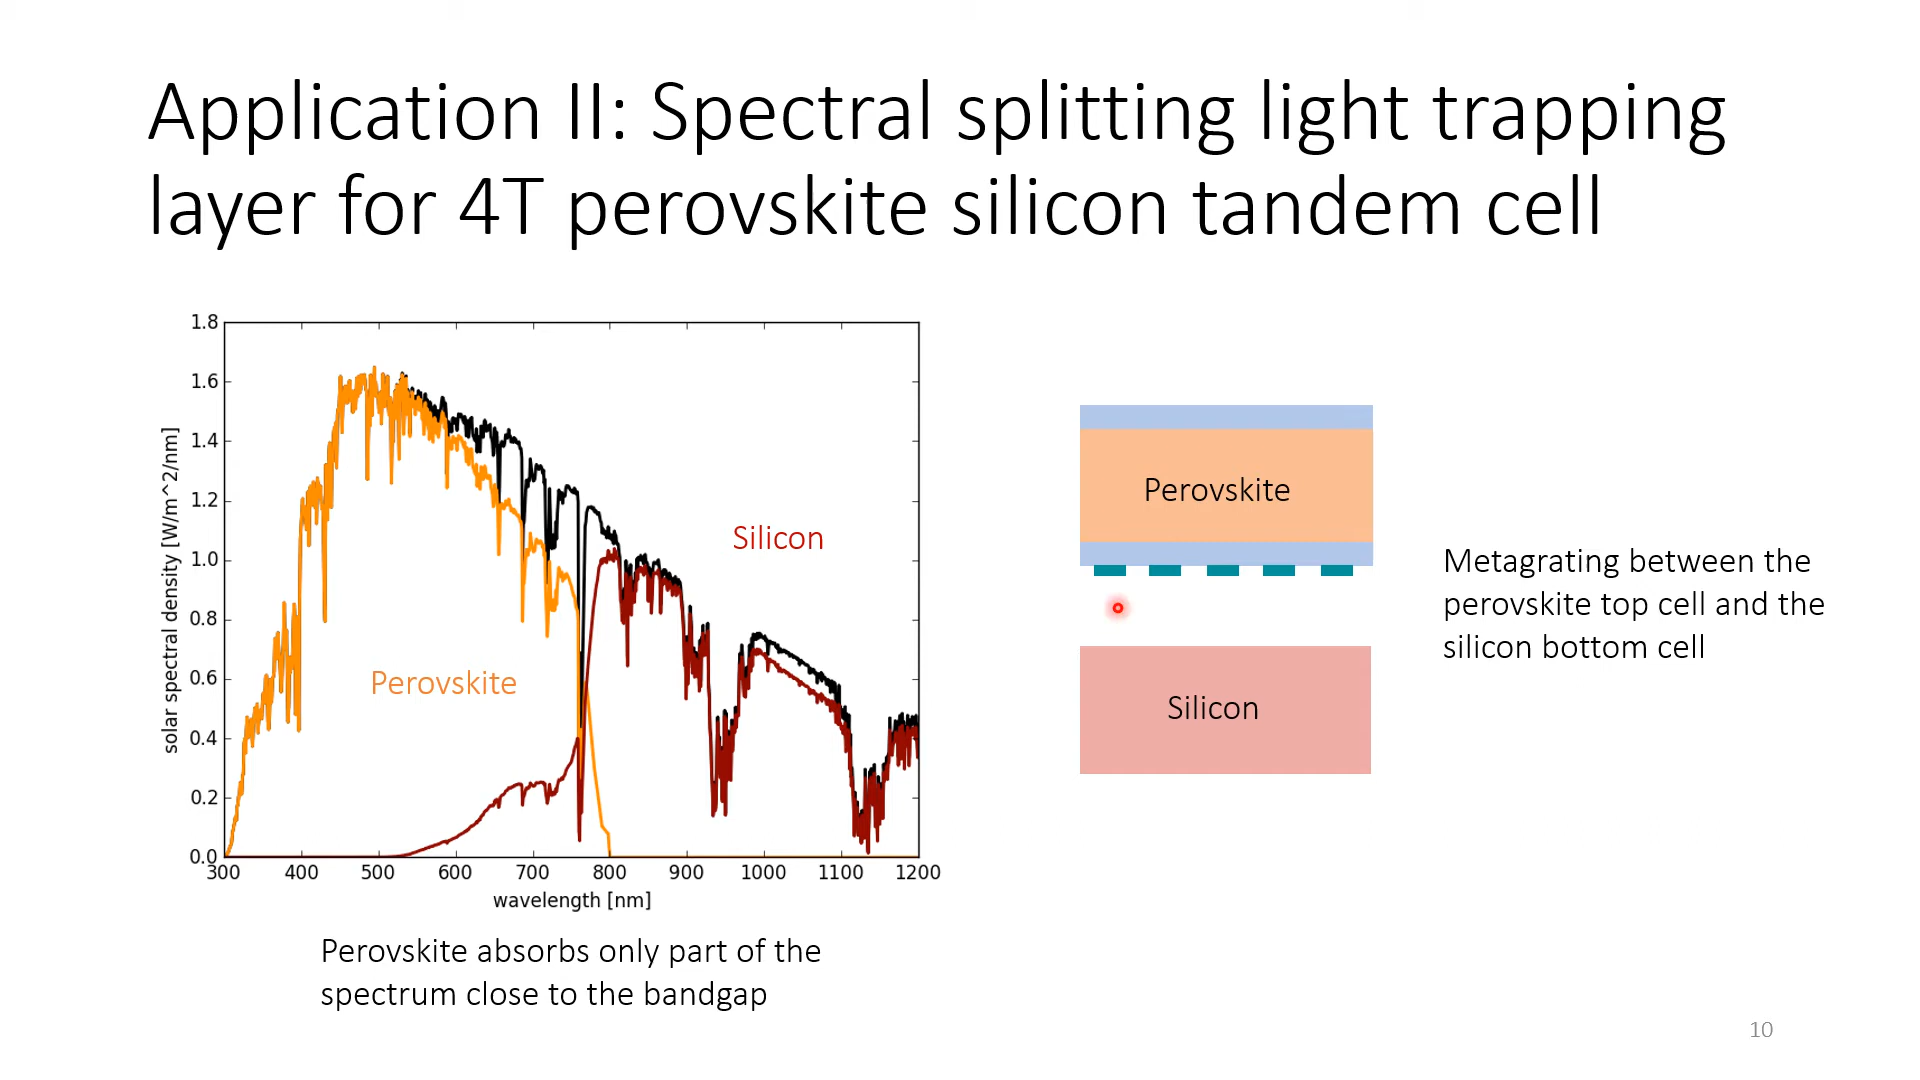 Application II: Spectral splitting light trapping
layer for 4T perovskite silicon tandem cell
1.8
1.6
1.4
1.2
1.0
0.8
0.6
0.4
0.2
0.0
solar spectral density [W/m^2/nm]
Silicon
Perovskite
300 400 500 600 700 800 900 1000 1100 1200
wavelength [nm]
Perovskite absorbs only part of the
spectrum close to the bandgap
Perovskite
Silicon
Metagrating between the
perovskite top cell and the
silicon bottom cell
10